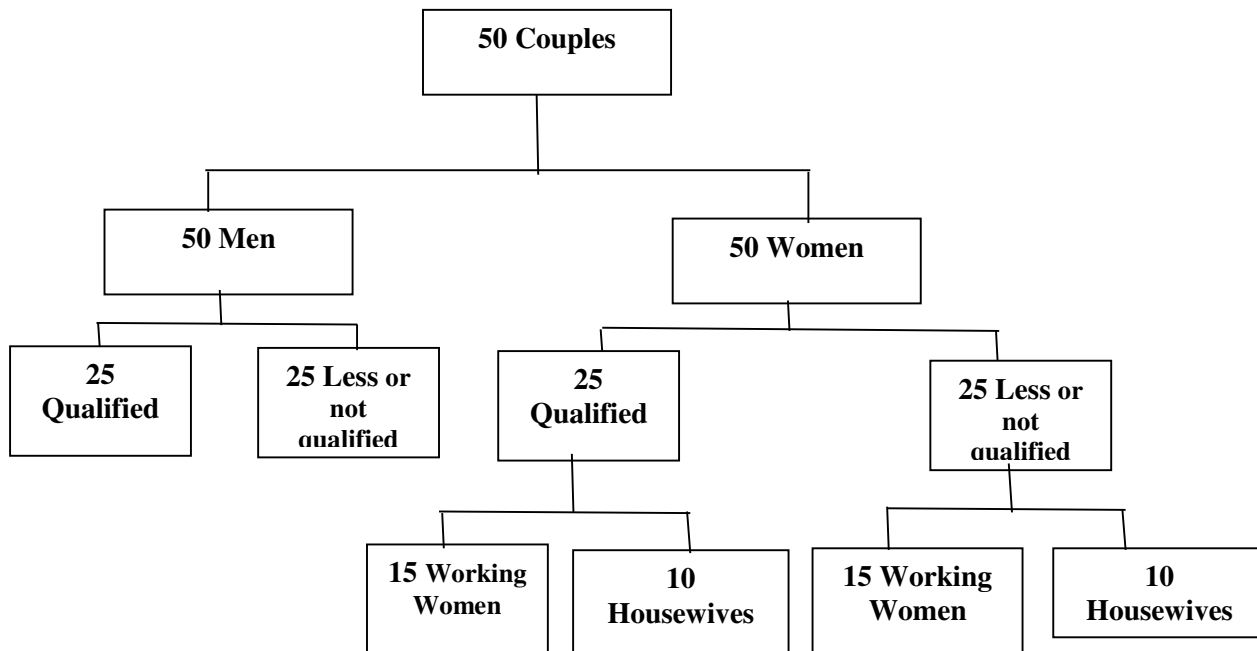 50 Couples
50 Men
50 Women
25
Qualified
25 Less or
not
qualified
25
Qualified
25 Less or
not
qualified
15 Working
Women
10
Housewives
15 Working
Women
10
Housewives